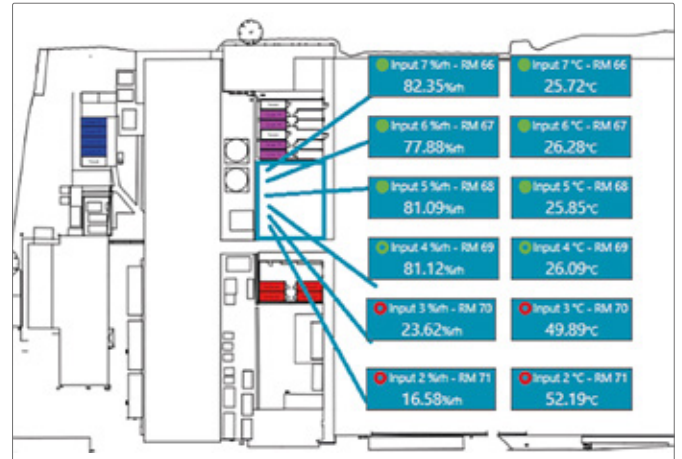 Input 7 %rh - RM 66
82.35%rh
Input 7 °C - RM 66
25.72°C
Input 6 %rh - RM 67
77.88%rh
Input 6 °C - RM 67
26.28°C
Input 5 %rh - RM 68
81.09%rh
Input 5 °C - RM 68
25.85°C
Input 4 %rh - RM 69
81.12%rh
Input 4 °C - RM 69
26.09°C
Input 3 %rh - RM 70
23.62%rh
Input 3 °C - RM 70
49.89°C
Input 2 %rh - RM 71
16.58%rh
Input 2 °C - RM 71
52.19°C